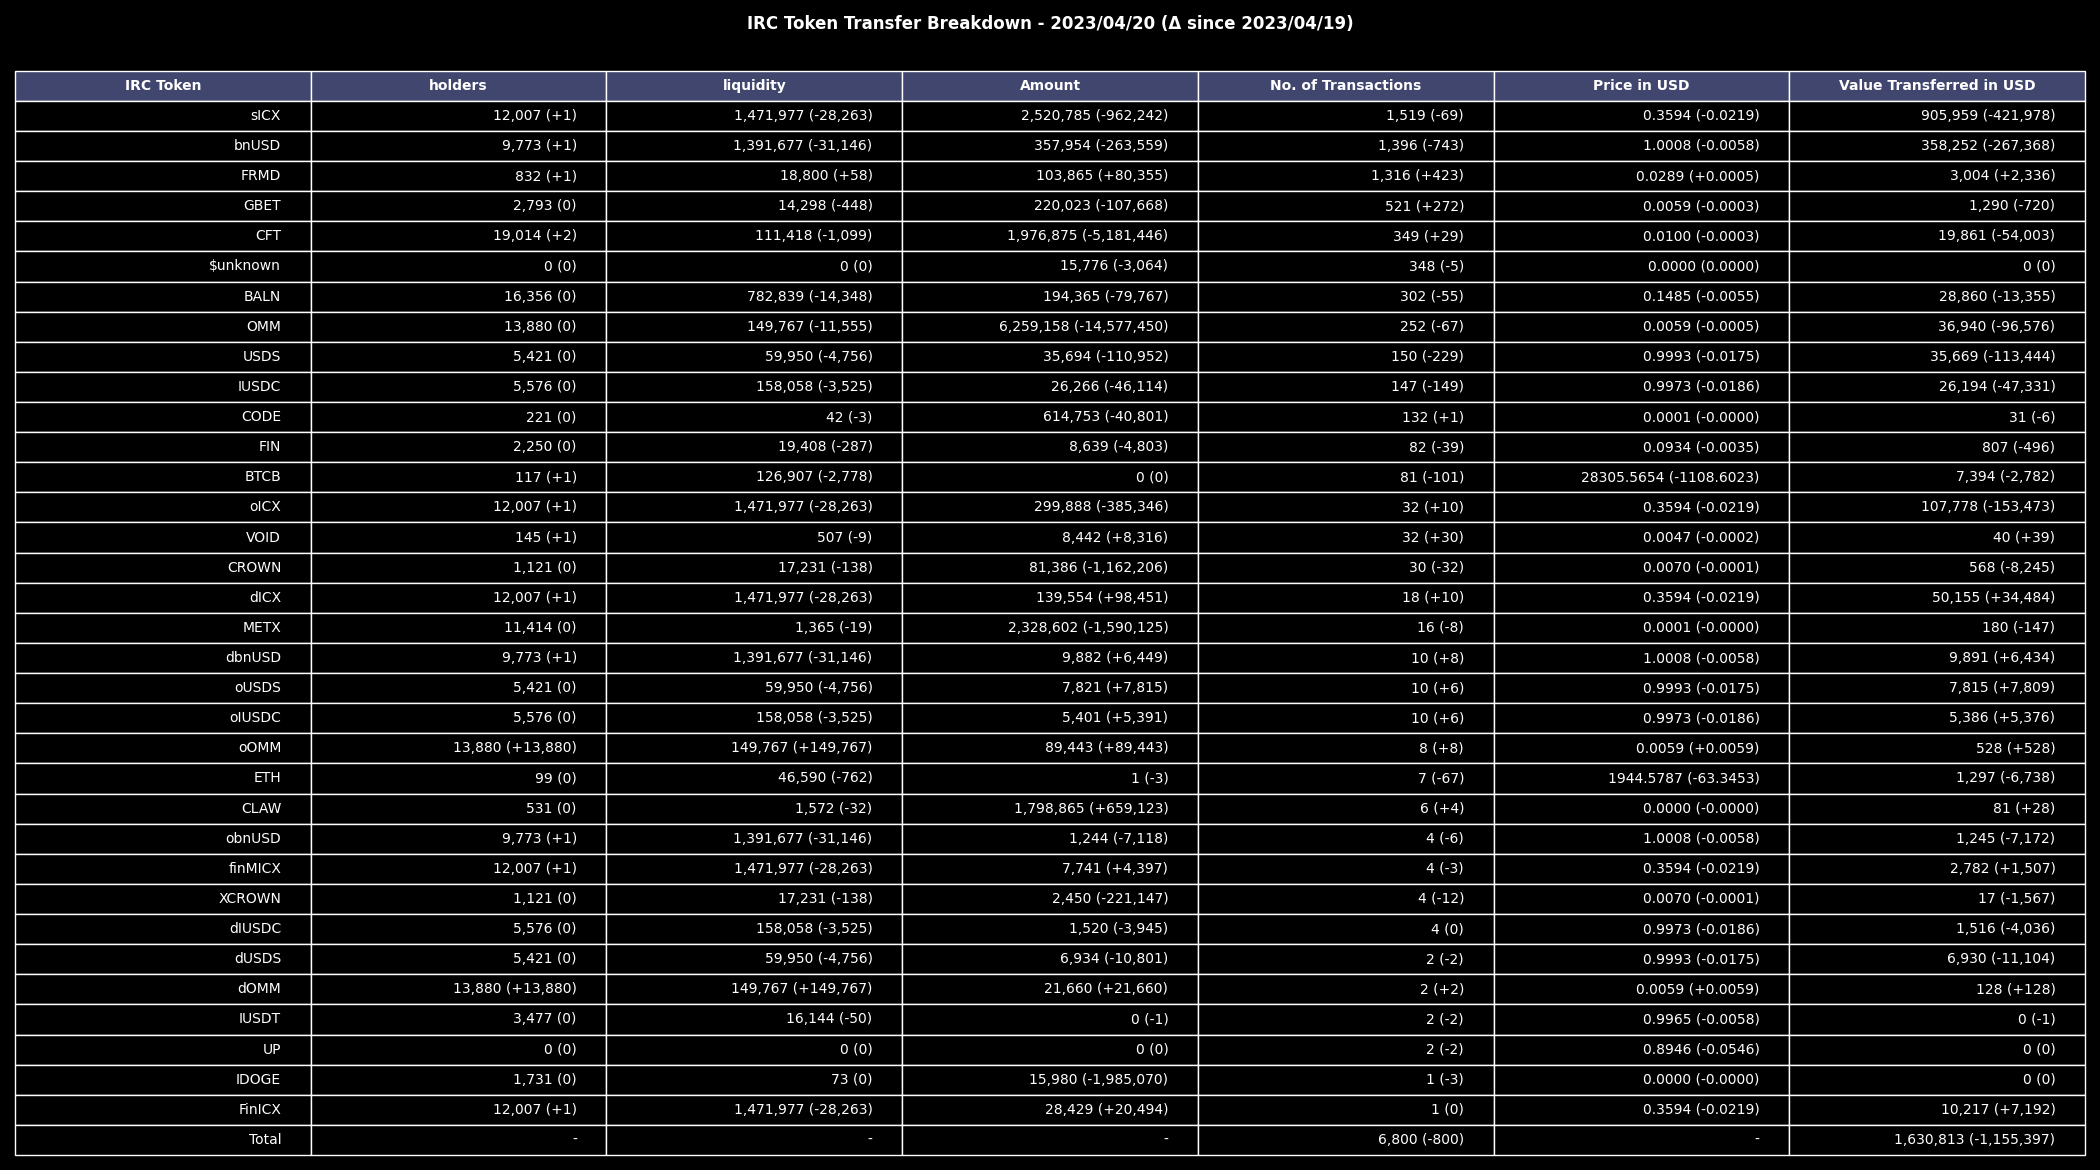 IRC Token Transfer Breakdown - 2023/04/20 (Δ since 2023/04/19)
IRC Token holders liquidity Amount No. of Transactions Price in USD Value Transferred in USD
sICX 12,007 (+1) 1,471,977 (-28,263) 2,520,785 (-962,242) 1,519 (-69) 0.3594 (-0.0219) 905,959 (-421,978)
bnUSD 9,773 (+1) 1,391,677 (-31,146) 357,954 (-263,559) 1,396 (-743) 1.0008 (-0.0058) 358,252 (-267,368)
FRMD 832 (+1) 18,800 (+58) 103,865 (+80,355) 1,316 (+423) 0.0289 (+0.0005) 3,004 (+2,336)
GBET 2,793 (0) 14,298 (-448) 220,023 (-107,668) 521 (+272) 0.0059 (-0.0003) 1,290 (-720)
CFT 19,014 (+2) 111,418 (-1,099) 1,976,875 (-5,181,446) 349 (+29) 0.0100 (-0.0003) 19,861 (-54,003)
$unknown 0 (0) 0 (0) 15,776 (-3,064) 348 (-5) 0.0000 (0.0000) 0 (0)
BALN 16,356 (0) 782,839 (-14,348) 194,365 (-79,767) 302 (-55) 0.1485 (-0.0055) 28,860 (-13,355)
OMM 13,880 (0) 149,767 (-11,555) 6,259,158 (-14,577,450) 252 (-67) 0.0059 (-0.0005) 36,940 (-96,576)
USDS 5,421 (0) 59,950 (-4,756) 35,694 (-110,952) 150 (-229) 0.9993 (-0.0175) 35,669 (-113,444)
IUSDC 5,576 (0) 158,058 (-3,525) 26,266 (-46,114) 147 (-149) 0.9973 (-0.0186) 26,194 (-47,331)
CODE 221 (0) 42 (-3) 614,753 (-40,801) 132 (+1) 0.0001 (-0.0000) 31 (-6)
FIN 2,250 (0) 19,408 (-287) 8,639 (-4,803) 82 (-39) 0.0934 (-0.0035) 807 (-496)
BTCB 117 (+1) 126,907 (-2,778) 0 (0) 81 (-101) 28305.5654 (-1108.6023) 7,394 (-2,782)
oICX 12,007 (+1) 1,471,977 (-28,263) 299,888 (-385,346) 32 (+10) 0.3594 (-0.0219) 107,778 (-153,473)
VOID 145 (+1) 507 (-9) 8,442 (+8,316) 32 (+30) 0.0047 (-0.0002) 40 (+39)
CROWN 1,121 (0) 17,231 (-138) 81,386 (-1,162,206) 30 (-32) 0.0070 (-0.0001) 568 (-8,245)
dICX 12,007 (+1) 1,471,977 (-28,263) 139,554 (+98,451) 18 (+10) 0.3594 (-0.0219) 50,155 (+34,484)
METX 11,414 (0) 1,365 (-19) 2,328,602 (-1,590,125) 16 (-8) 0.0001 (-0.0000) 180 (-147)
dbnUSD 9,773 (+1) 1,391,677 (-31,146) 9,882 (+6,449) 10 (+8) 1.0008 (-0.0058) 9,891 (+6,434)
oUSDS 5,421 (0) 59,950 (-4,756) 7,821 (+7,815) 10 (+6) 0.9993 (-0.0175) 7,815 (+7,809)
oIUSDC 5,576 (0) 158,058 (-3,525) 5,401 (+5,391) 10 (+6) 0.9973 (-0.0186) 5,386 (+5,376)
oOMM 13,880 (+13,880) 149,767 (+149,767) 89,443 (+89,443) 8 (+8) 0.0059 (+0.0059) 528 (+528)
ETH 99 (0) 46,590 (-762) 1 (-3) 7 (-67) 1944.5787 (-63.3453) 1,297 (-6,738)
CLAW 531 (0) 1,572 (-32) 1,798,865 (+659,123) 6 (+4) 0.0000 (-0.0000) 81 (+28)
obnUSD 9,773 (+1) 1,391,677 (-31,146) 1,244 (-7,118) 4 (-6) 1.0008 (-0.0058) 1,245 (-7,172)
finMICX 12,007 (+1) 1,471,977 (-28,263) 7,741 (+4,397) 4 (-3) 0.3594 (-0.0219) 2,782 (+1,507)
XCROWN 1,121 (0) 17,231 (-138) 2,450 (-221,147) 4 (-12) 0.0070 (-0.0001) 17 (-1,567)
dIUSDC 5,576 (0) 158,058 (-3,525) 1,520 (-3,945) 4 (0) 0.9973 (-0.0186) 1,516 (-4,036)
dUSDS 5,421 (0) 59,950 (-4,756) 6,934 (-10,801) 2 (-2) 0.9993 (-0.0175) 6,930 (-11,104)
dOMM 13,880 (+13,880) 149,767 (+149,767) 21,660 (+21,660) 2 (+2) 0.0059 (+0.0059) 128 (+128)
IUSDT 3,477 (0) 16,144 (-50) 0 (-1) 2 (-2) 0.9965 (-0.0058) 0 (-1)
UP 0 (0) 0 (0) 0 (0) 2 (-2) 0.8946 (-0.0546) 0 (0)
IDOGE 1,731 (0) 73 (0) 15,980 (-1,985,070) 1 (-3) 0.0000 (-0.0000) 0 (0)
FinICX 12,007 (+1) 1,471,977 (-28,263) 28,429 (+20,494) 1 (0) 0.3594 (-0.0219) 10,217 (+7,192)
Total - - - 6,800 (-800) - 1,630,813 (-1,155,397)